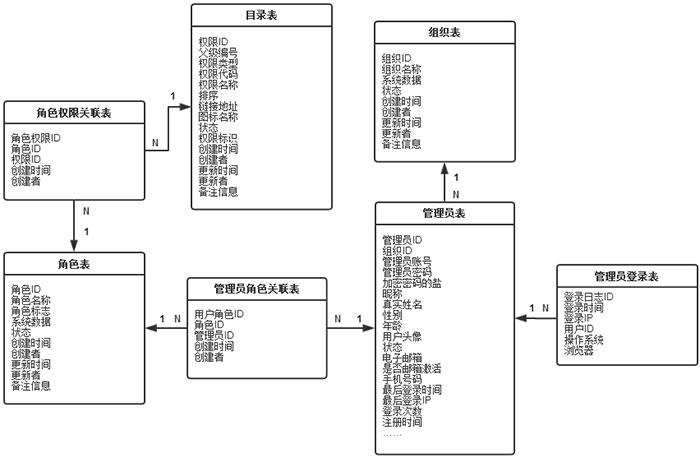 目录表
权限ID
父级编号
权限类型
权限代码
权限名称
排序
链接地址
图标名称
状态
权限标识
创建时间
创建者
更新时间
更新者
备注信息
组织表
组织ID
组织名称
系统数据
状态
创建时间
创建者
更新时间
更新者
备注信息
角色权限关联表
角色权限ID
角色ID
权限ID
创建时间
创建者
N
1
N
1
1
N
角色表
角色ID
角色名称
角色标志
系统数据
状态
创建时间
创建者
更新时间
更新者
备注信息
1
N
管理员角色关联表
用户角色ID
角色ID
管理员ID
创建时间
创建者
N
1
管理员表
管理员ID
组织ID
管理员账号
管理员密码
加密密码的盐
昵称
真实姓名
性别
年龄
用户头像
状态
电子邮箱
是否邮箱激活
手机号码
最后登录时间
最后登录IP
登录次数
注册时间
……
1
N
管理员登录表
登录日志ID
登录时间
登录IP
用户ID
操作系统
浏览器